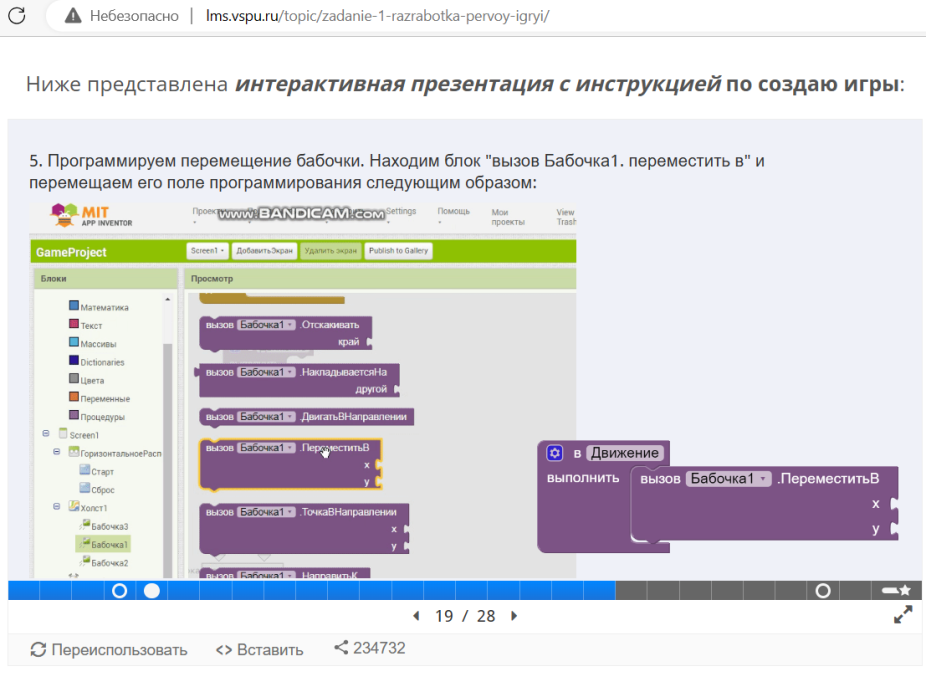 Небезопасно | lms.vspu.ru/topic/zadanie-1-razrabotka-pervoy-igryi/
Ниже представлена интерактивная презентация с инструкцией по создаю игры:
5. Программируем перемещение бабочки. Находим блок "вызов Бабочка1. переместить в" и
перемещаем его поле программирования следующим образом:
MIT
APP INVENTOR
www.BANDICAM.com
Settings
Помощь
Мои
проекты
View
Trash
GameProject
Screen1
ДобавитьЭкран
Удалить экран
Publish to Gallery
Блоки
Просмотр
Математика
Текст
Массивы
Dictionaries
Цвета
Переменные
Процедуры
Screen1
ГоризонтальноеРасп
Старт
Сброс
Холст1
Бабочка3
Бабочка1
Бабочка2
вызов Бабочка1 .Отскакивать
край
вызов Бабочка1 .НакладываетсяНа
другой
вызов Бабочка1 .ДвигатьВНаправлении
вызов Бабочка1 .ПереместитьВ
x
y
вызов Бабочка1 .ТочкаВНаправлении
x
y
вызов Бабочка1 .НаправитьК
в Движение
выполнить вызов Бабочка1 .ПереместитьВ
x
y
19 / 28
Переиспользовать <> Вставить 234732